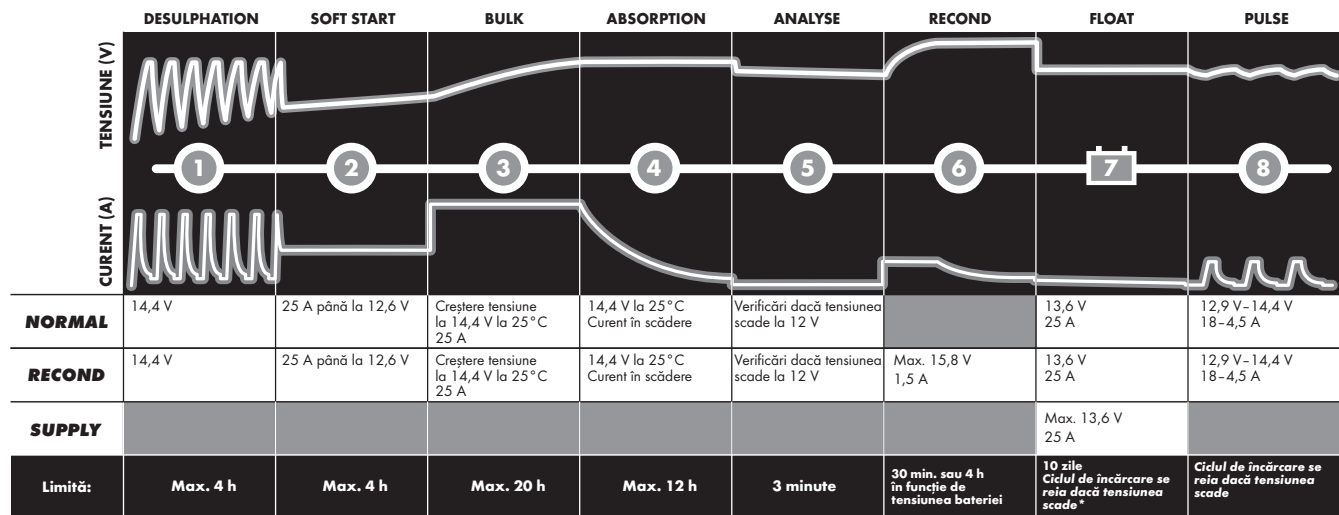 DESULPHATION SOFT START BULK ABSORPTION ANALYSE RECOND FLOAT PULSE
TENSIUNE (V)
1 2 3 4 5 6 7 8
CURENT (A)
NORMAL
14,4 V
25 A până la 12,6 V
Creștere tensiune
la 14,4 V la 25°C
25 A
14,4 V la 25°C
Curent în scădere
Verificări dacă tensiunea
scade la 12 V
13,6 V
25 A
12,9 V–14,4 V
18–4,5 A
RECOND
14,4 V
25 A până la 12,6 V
Creștere tensiune
la 14,4 V la 25°C
25 A
14,4 V la 25°C
Curent în scădere
Verificări dacă tensiunea
scade la 12 V
Max. 15,8 V
1,5 A
13,6 V
25 A
12,9 V–14,4 V
18–4,5 A
SUPPLY
Max. 13,6 V
25 A
Limită:
Max. 4 h
Max. 4 h
Max. 20 h
Max. 12 h
3 minute
30 min. sau 4 h
în funcție de
tensiunea bateriei
10 zile
Ciclul de încărcare se
reia dacă tensiunea
scade*
Ciclul de încărcare se
reia dacă tensiunea
scade